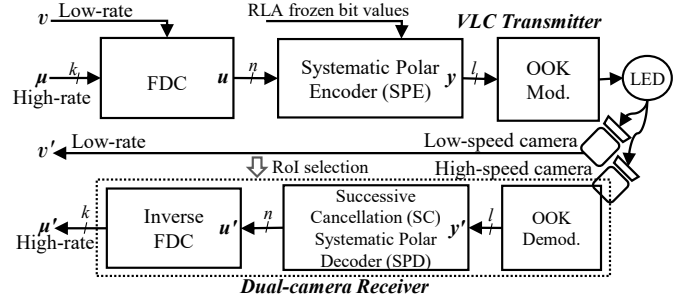 RLA frozen bit values
VLC Transmitter
v Low-rate
μ k
High-rate
FDC
u n
Systematic Polar
Encoder (SPE)
y l
OOK
Mod.
LED
v' Low-rate
Low-speed camera
RoI selection
High-speed camera
μ' k
High-rate
Inverse
FDC
u' n
Successive
Cancellation (SC)
Systematic Polar
Decoder (SPD)
y' l
OOK
Demod.
Dual-camera Receiver